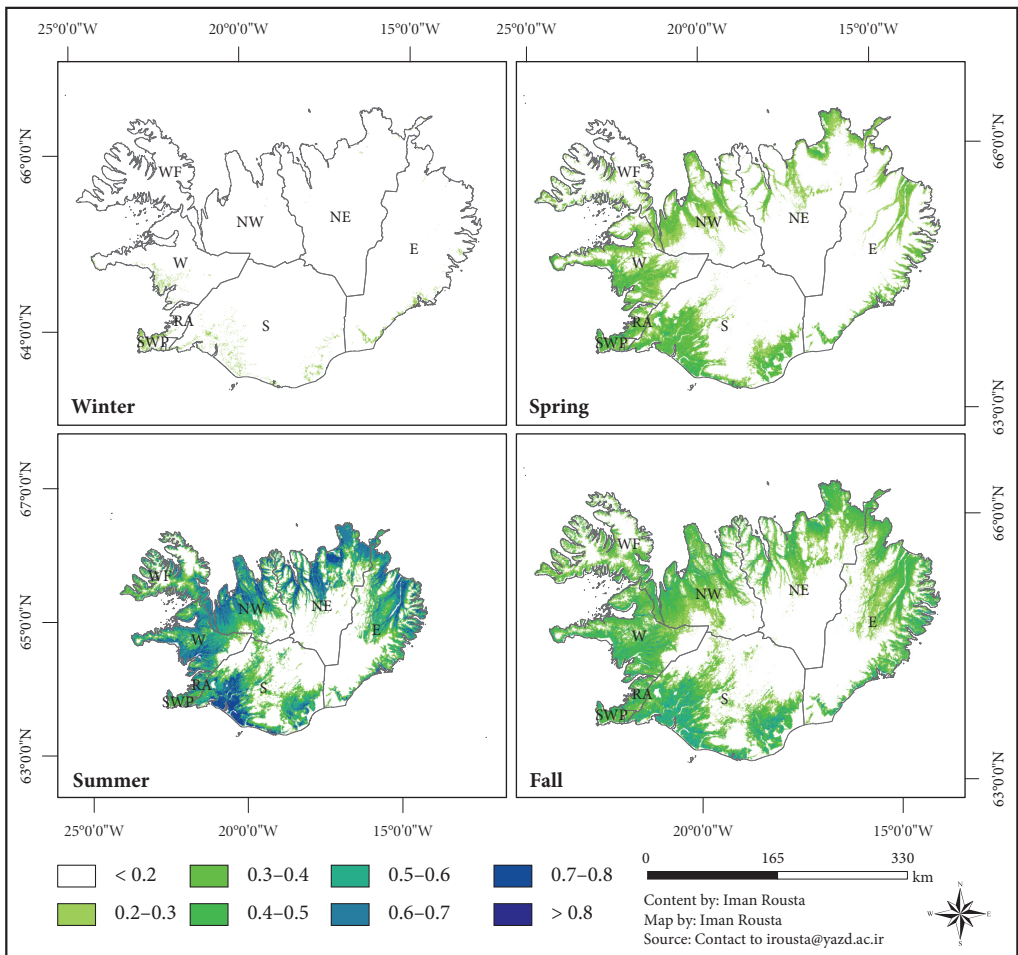 25°0'0"W 20°0'0"W 15°0'0"W
20°0'0"W 15°0'0"W
66°0'0"N
64°0'0"N
WF
NW
NE
E
W
S
RA
SWP
Winter
66°0'0"N
63°0'0"N
WF
NW
NE
E
W
S
RA
SWP
Spring
67°0'0"N
65°0'0"N
63°0'0"N
WF
NW
NE
E
W
S
RA
SWP
Summer
66°0'0"N
63°0'0"N
WF
NW
NE
E
W
S
RA
SWP
Fall
25°0'0"W 20°0'0"W 15°0'0"W
20°0'0"W 15°0'0"W
< 0.2 0.3–0.4 0.5–0.6 0.7–0.8
0.2–0.3 0.4–0.5 0.6–0.7 > 0.8
0 165 330
km
Content by: Iman Rousta
Map by: Iman Rousta
Source: Contact to irousta@yazd.ac.ir
N
W E
S